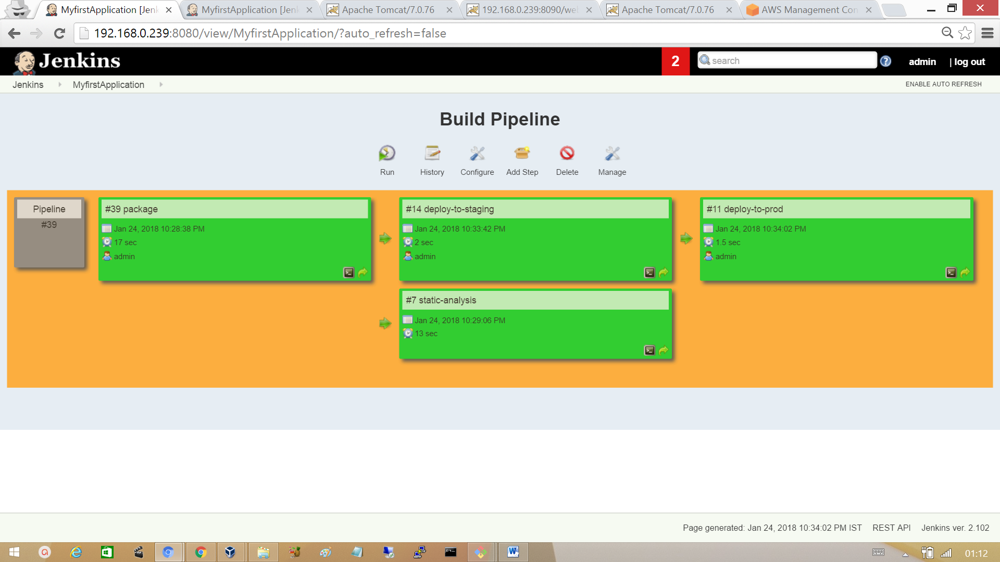 MyfirstApplication [Jenk
MyfirstApplication [Jenk
Apache Tomcat/7.0.76
192.168.0.239:8090/we
Apache Tomcat/7.0.76
AWS Management Con
192.168.0.239:8080/view/MyfirstApplication/?auto_refresh=false
Jenkins
2
search
admin
| log out
Jenkins
MyfirstApplication
ENABLE AUTO REFRESH
Build Pipeline
Run
History
Configure
Add Step
Delete
Manage
Pipeline
#39
#39 package
Jan 24, 2018 10:28:38 PM
17 sec
admin
#14 deploy-to-staging
Jan 24, 2018 10:33:42 PM
2 sec
admin
#11 deploy-to-prod
Jan 24, 2018 10:34:02 PM
1.5 sec
admin
#7 static-analysis
Jan 24, 2018 10:29:06 PM
13 sec
Page generated: Jan 24, 2018 10:34:02 PM IST
REST API
Jenkins ver. 2.102
01:12